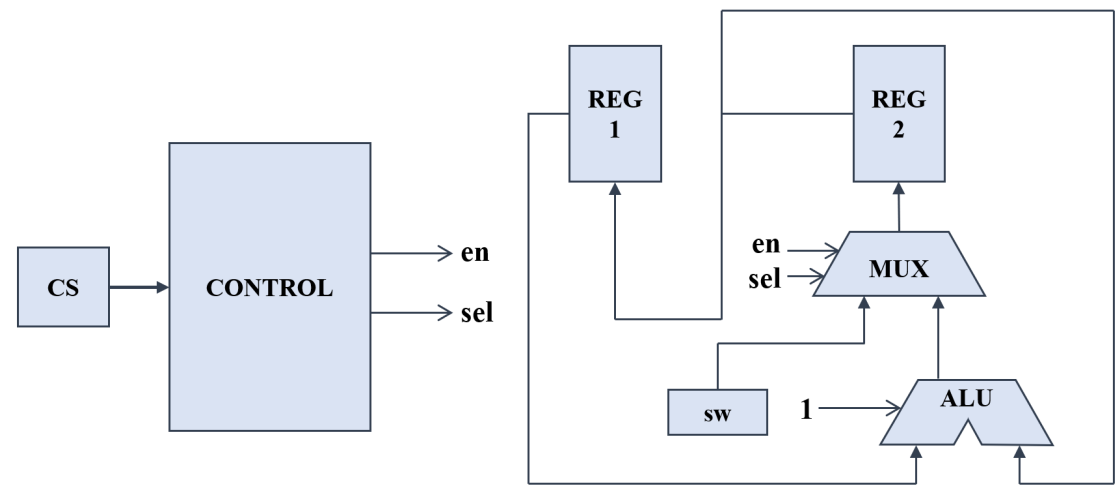 CS
CONTROL
en
sel
REG
1
REG
2
en
sel
MUX
sw
1
ALU